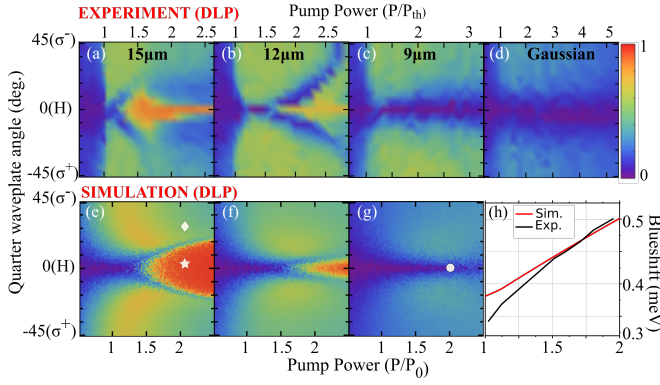 EXPERIMENT (DLP)
Pump Power (P/Pth)
1 1.5 2 2.5 1 1.5 2 2.5 1 2 3 1 2 3 4 5
45(σ-)
0(H)
-45(σ+)
(a) 15μm
(b) 12μm
(c) 9μm
(d) Gaussian
1
0
Quarter waveplate angle (deg.)
SIMULATION (DLP)
45(σ-)
0(H)
-45(σ+)
(e)
(f)
(g)
(h)
Sim.
Exp.
0.5
0.4
0.3
Blueshift (meV)
1 1.5 2 1 1.5 2 1 1.5 2 1 1.5 2
Pump Power (P/P0)